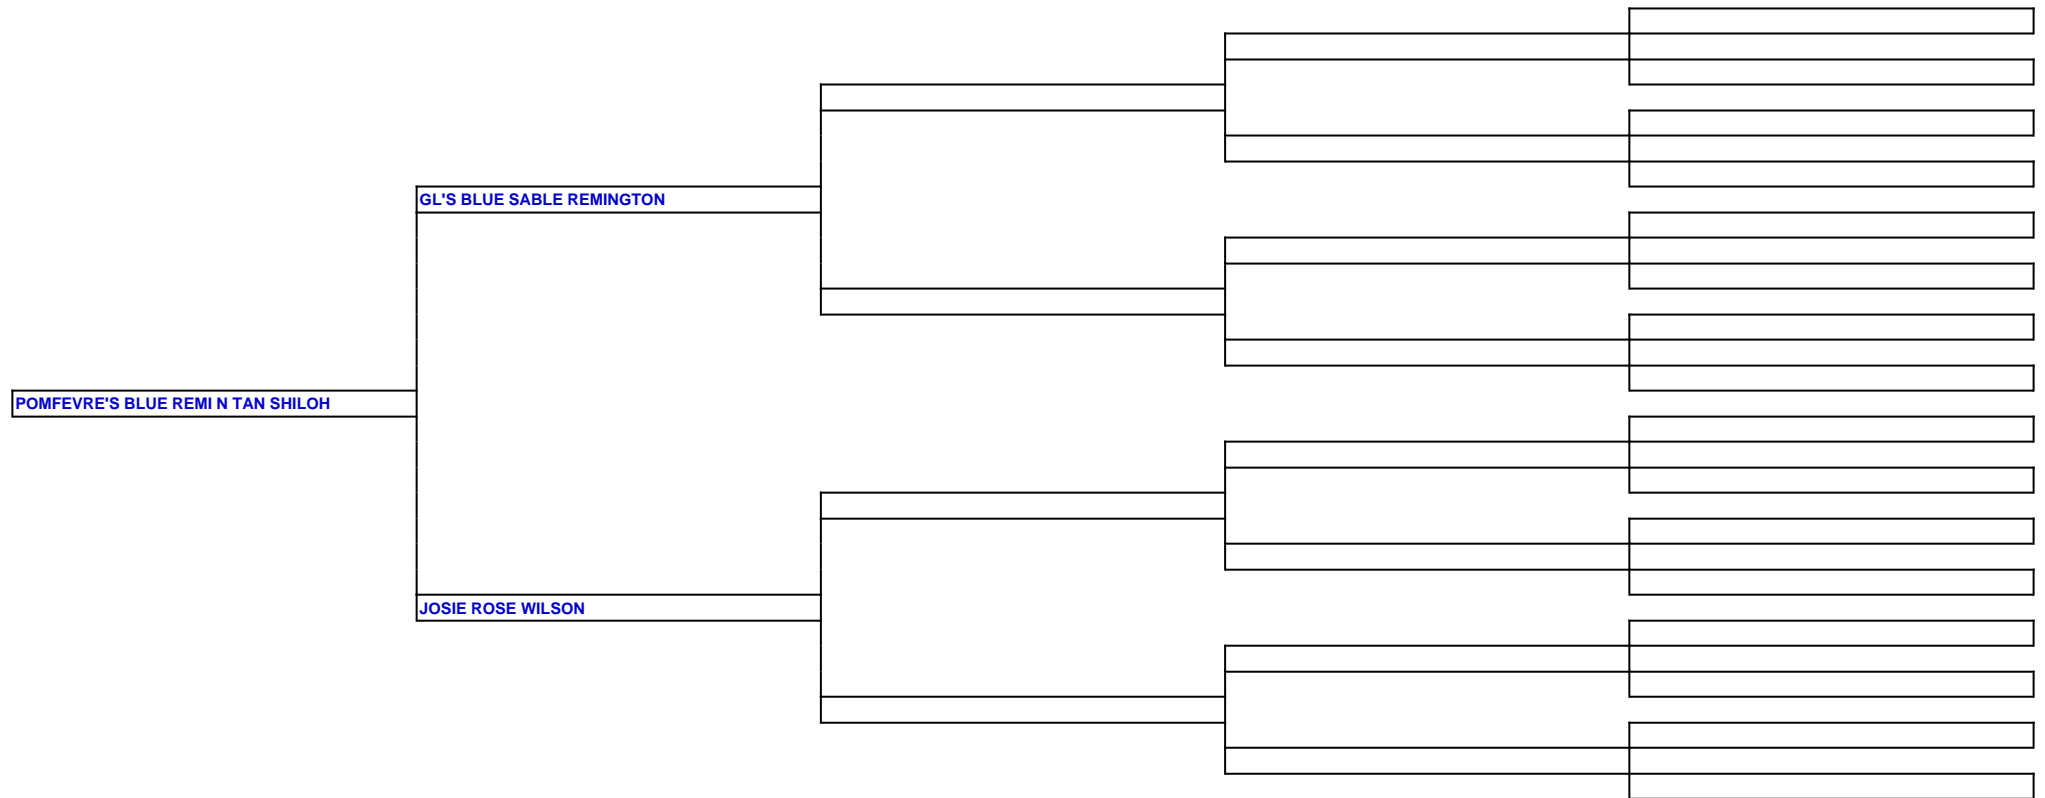 GL'S BLUE SABLE REMINGTON
POMFEVRE'S BLUE REMI N TAN SHILOH
JOSIE ROSE WILSON